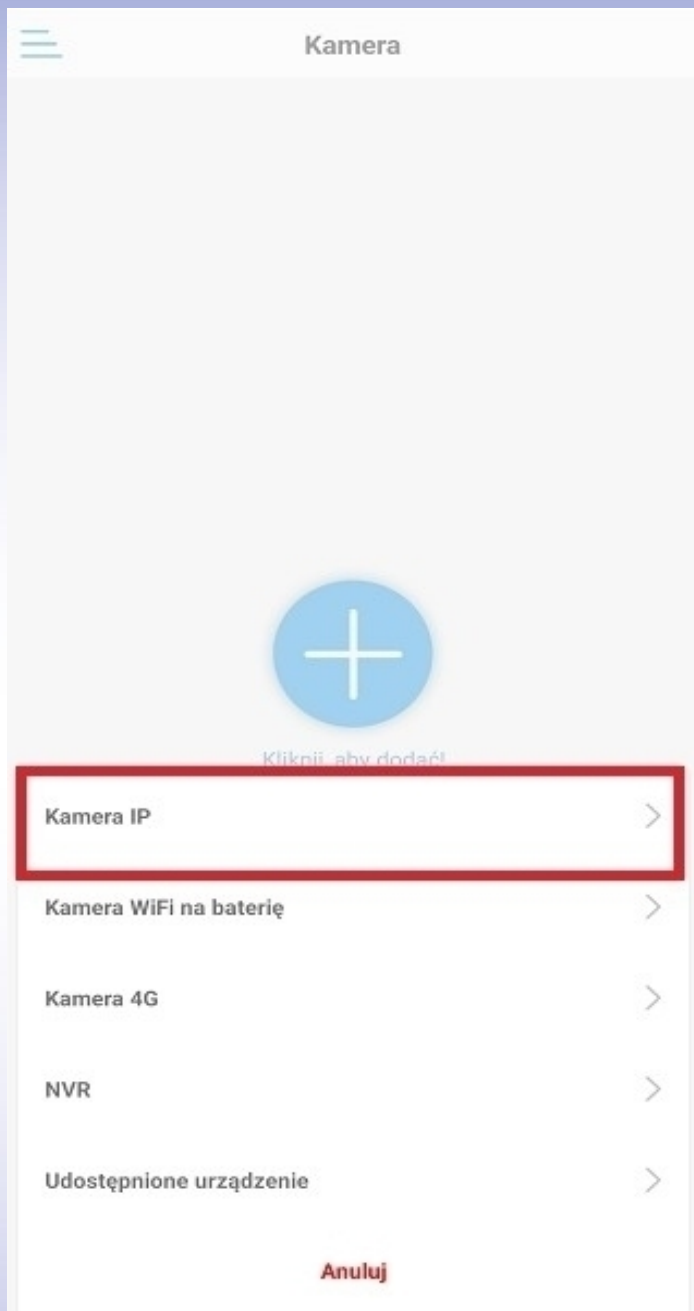 Kamera
Kliknij, aby dodać!
Kamera IP
Kamera WiFi na baterię
Kamera 4G
NVR
Udostępnione urządzenie
Anuluj